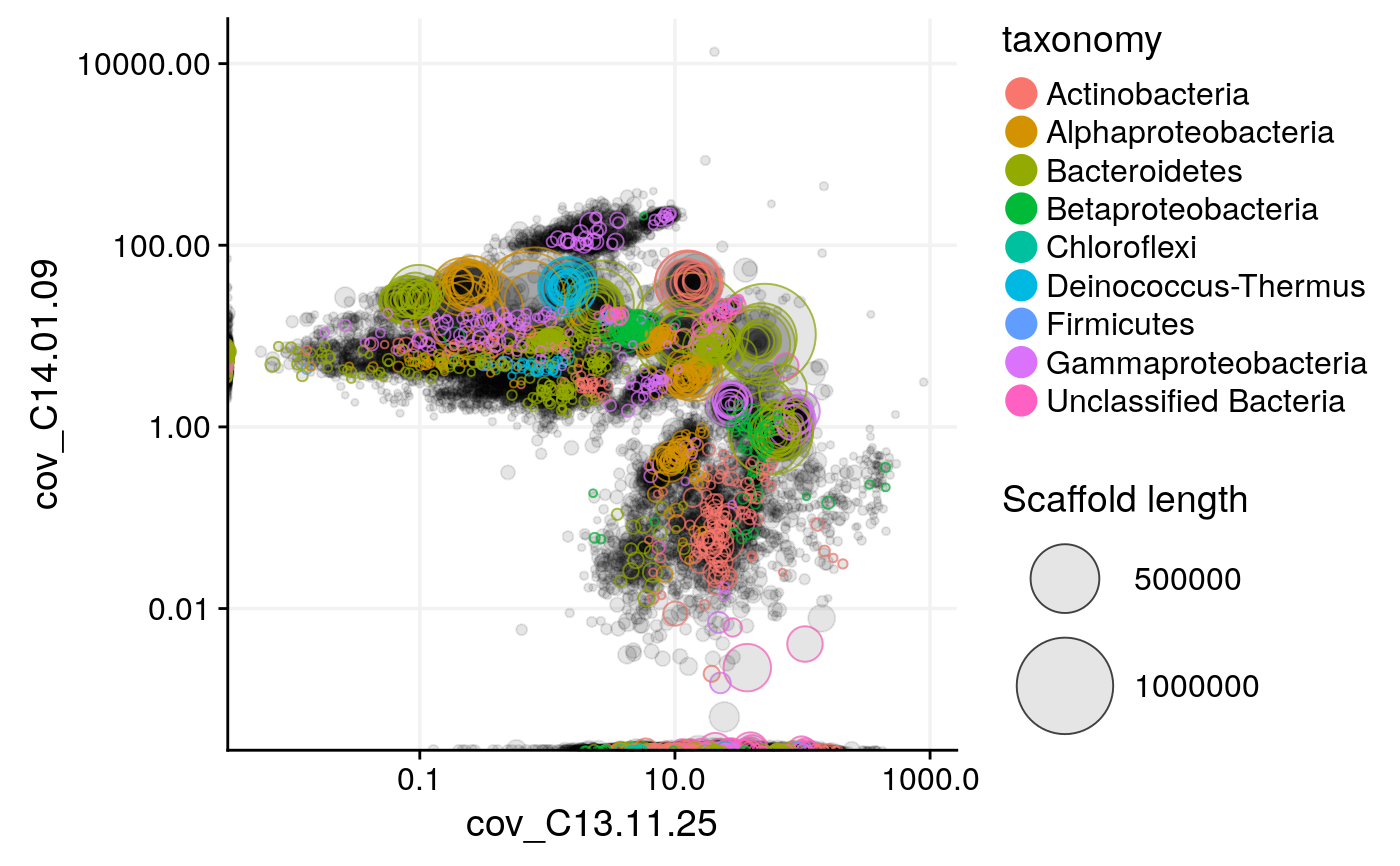 10000.00
100.00
1.00
0.01
cov_C14.01.09
0.1
10.0
1000.0
cov_C13.11.25
taxonomy
Actinobacteria
Alphaproteobacteria
Bacteroidetes
Betaproteobacteria
Chloroflexi
Deinococcus-Thermus
Firmicutes
Gammaproteobacteria
Unclassified Bacteria
Scaffold length
500000
1000000